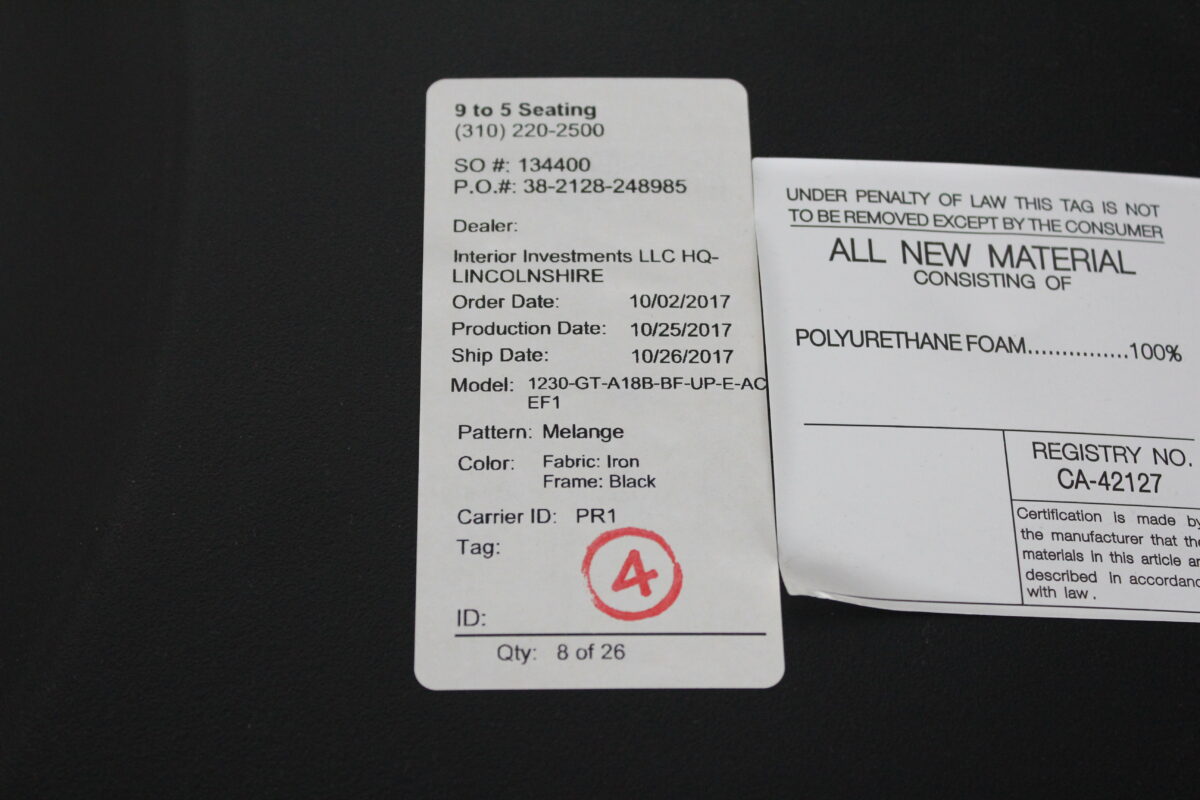 9 to 5 Seating
(310) 220-2500
SO #: 134400
P.O.#: 38-2128-248985
Dealer:
Interior Investments LLC HQ-
LINCOLNSHIRE
Order Date: 10/02/2017
Production Date: 10/25/2017
Ship Date: 10/26/2017
Model: 1230-GT-A18B-BF-UP-E-AC
EF1
Pattern: Melange
Color: Fabric: Iron
Frame: Black
Carrier ID: PR1
Tag:
4
ID:
Qty: 8 of 26
UNDER PENALTY OF LAW THIS TAG IS NOT
TO BE REMOVED EXCEPT BY THE CONSUMER
ALL NEW MATERIAL
CONSISTING OF
POLYURETHANE FOAM...............100%
REGISTRY NO.
CA-42127
Certification is made by
the manufacturer that the
materials in this article ar
described in accordanc
with law.